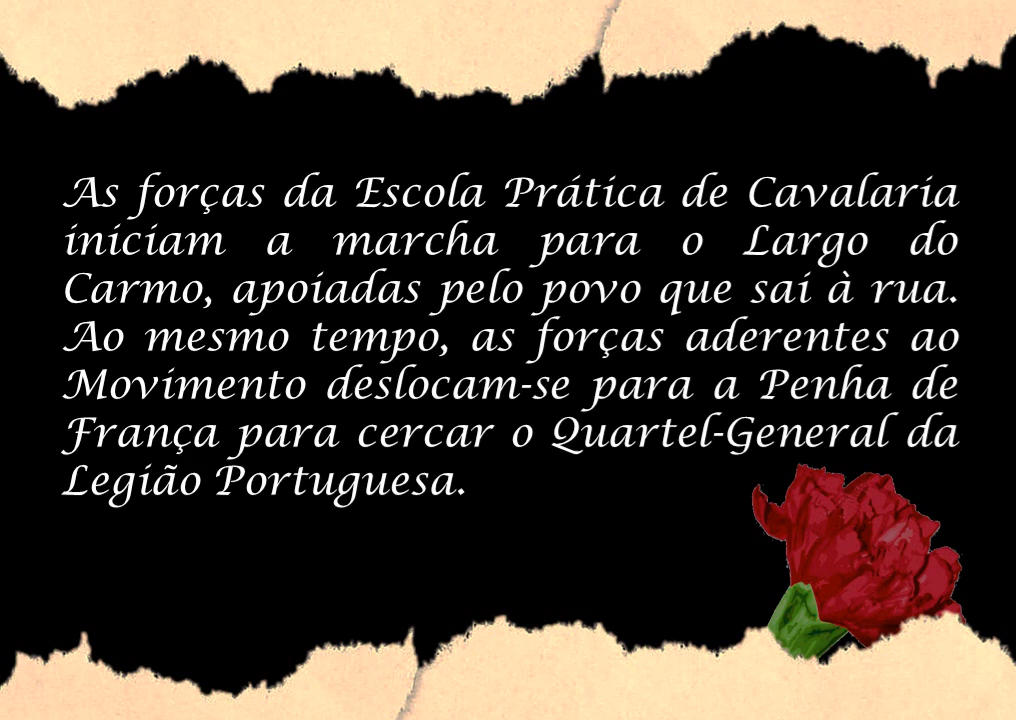 As forças da Escola Prática de Cavalaria
iniciam a marcha para o Largo do
Carmo, apoiadas pelo povo que sai à rua.
Ao mesmo tempo, as forças aderentes ao
Movimento deslocam-se para a Penha de
França para cercar o Quartel-General da
Legião Portuguesa.